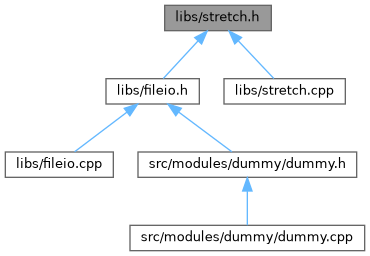 libs/stretch.h
libs/fileio.h
libs/stretch.cpp
libs/fileio.cpp
src/modules/dummy/dummy.h
src/modules/dummy/dummy.cpp